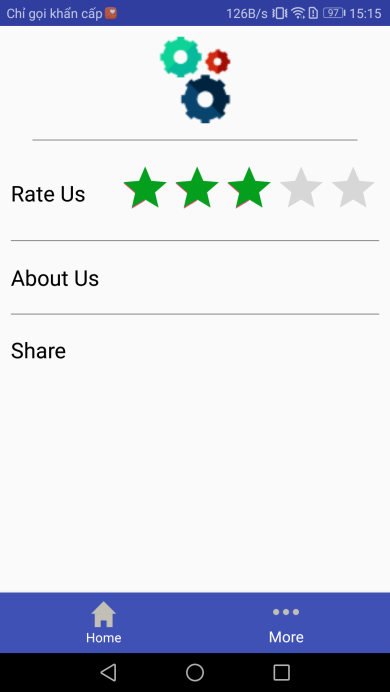 Chỉ gọi khẩn cấp 126B/s 97 15:15
Rate Us
About Us
Share
Home More